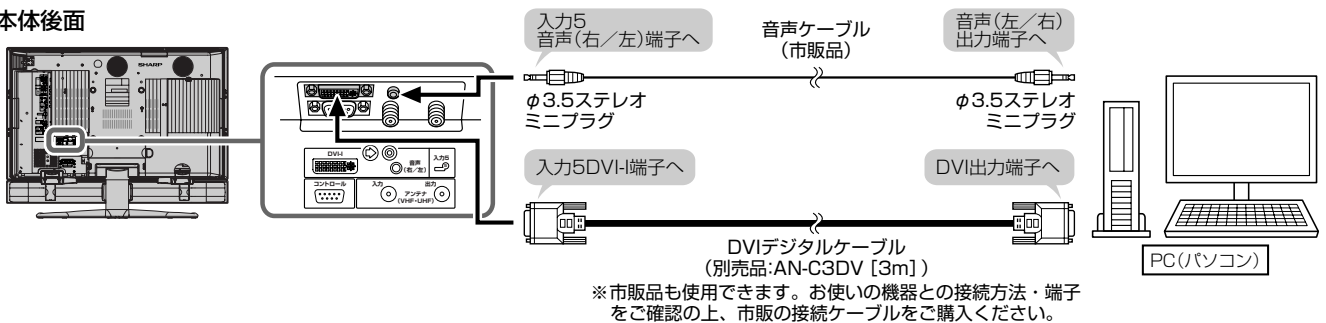 本体後面
SHARP
入力5
音声(右／左)端子へ
音声ケーブル
(市販品)
音声(左／右)
出力端子へ
φ3.5ステレオ
ミニプラグ
φ3.5ステレオ
ミニプラグ
DVI-I
音声
(右／左)
入力5
コントロール
入力
出力
アンテナ
(VHF・UHF)
入力5DVI-I端子へ
DVI出力端子へ
DVIデジタルケーブル
(別売品:AN-C3DV [3m] )
※市販品も使用できます。お使いの機器との接続方法・端子
をご確認の上、市販の接続ケーブルをご購入ください。
PC(パソコン)